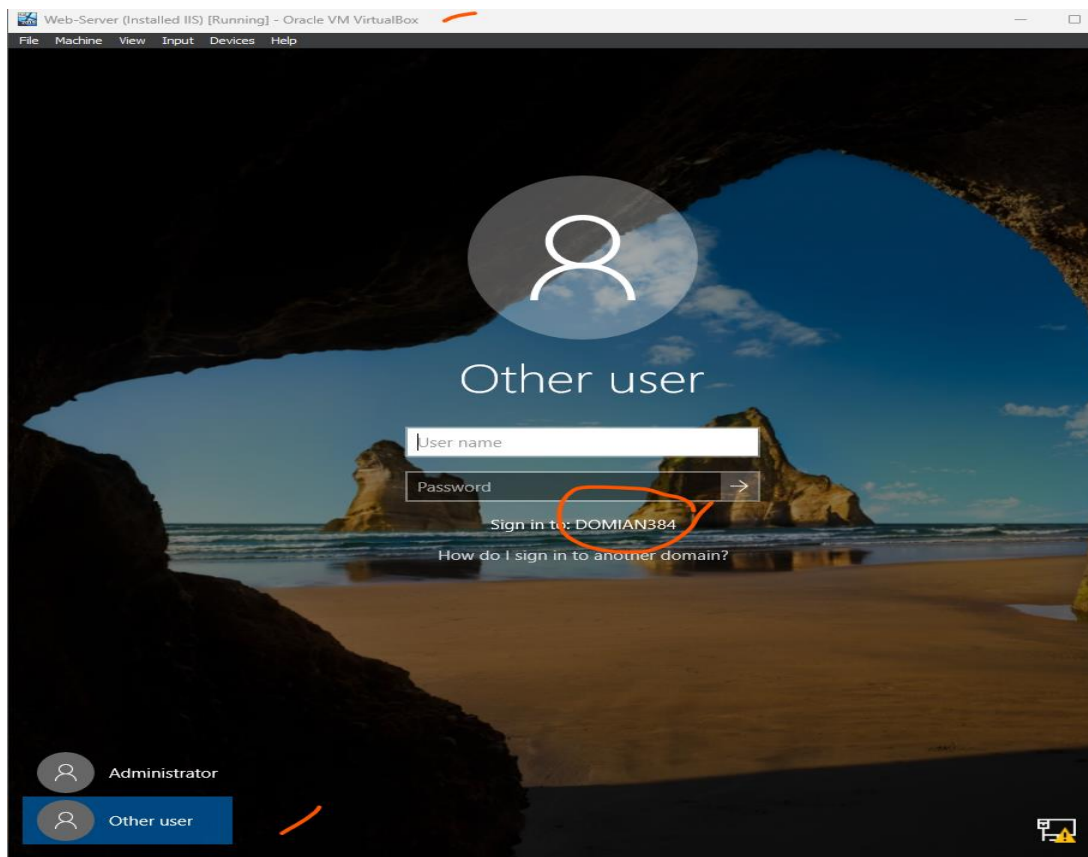 Web-Server (Installed IIS) [Running] - Oracle VM VirtualBox
File Machine View Input Devices Help
Other user
User name
Password
Sign in to: DOMIAN384
How do I sign in to another domain?
Administrator
Other user